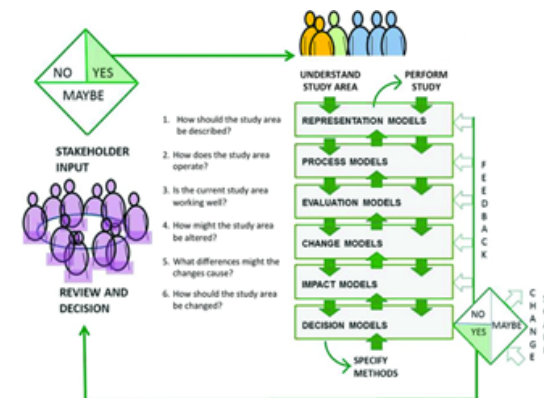 NO YES
MAYBE
STAKEHOLDER
INPUT
REVIEW AND
DECISION
1. How should the study area
be described?
2. How does the study area
operate?
3. Is the current study area
working well?
4. How might the study area
be altered?
5. What differences might the
changes cause?
6. How should the study area
be changed?
UNDERSTAND
STUDY AREA
PERFORM
STUDY
REPRESENTATION MODELS
PROCESS MODELS
EVALUATION MODELS
CHANGE MODELS
IMPACT MODELS
DECISION MODELS
SPECIFY
METHODS
FEEDBACK
NO
MAYBE
YES
CHANGE